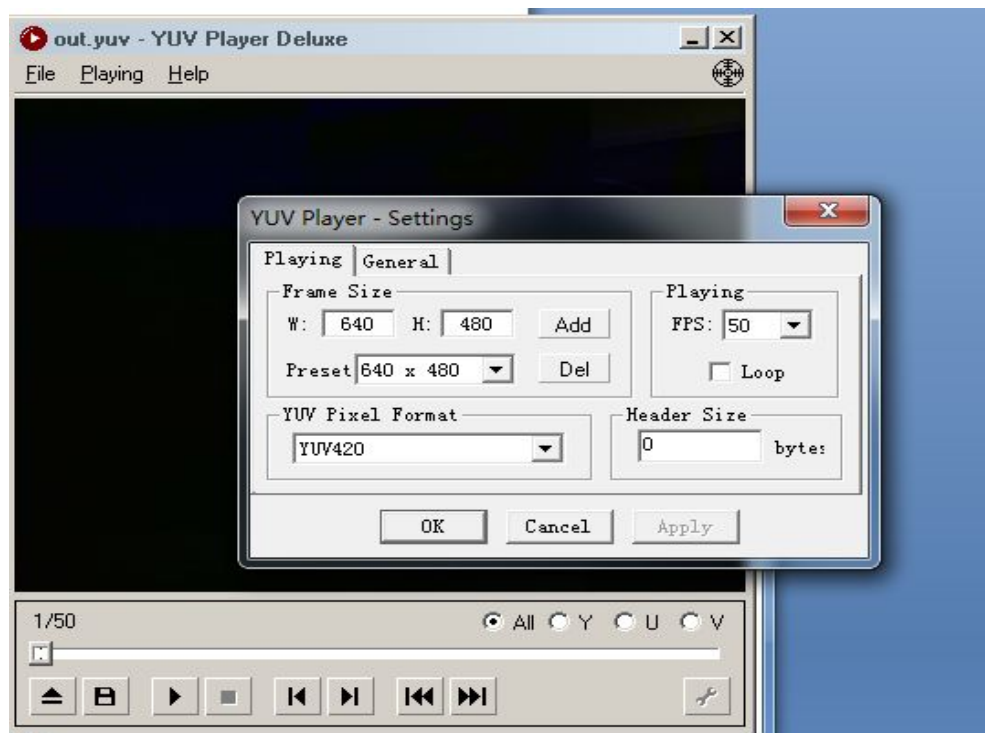 out.yuv - YUV Player Deluxe
File Playing Help
YUV Player - Settings
Playing General
Frame Size
W: 640 H: 480 Add
Preset 640 x 480 Del
Playing
FPS: 50
Loop
YUV Pixel Format
YUV420
Header Size
0 bytes
OK Cancel Apply
1/50 All Y U V